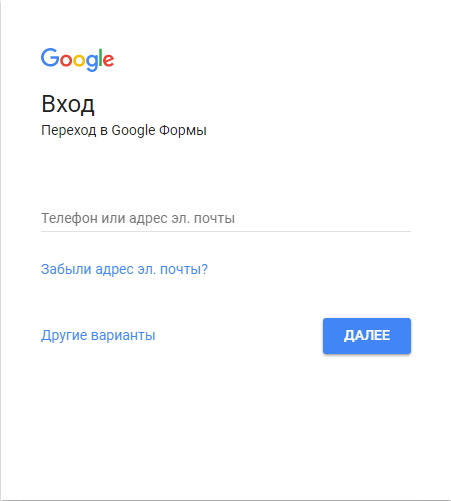 Google
Вход
Переход в Google Формы
Телефон или адрес эл. почты
Забыли адрес эл. почты?
Другие варианты
ДАЛЕЕ